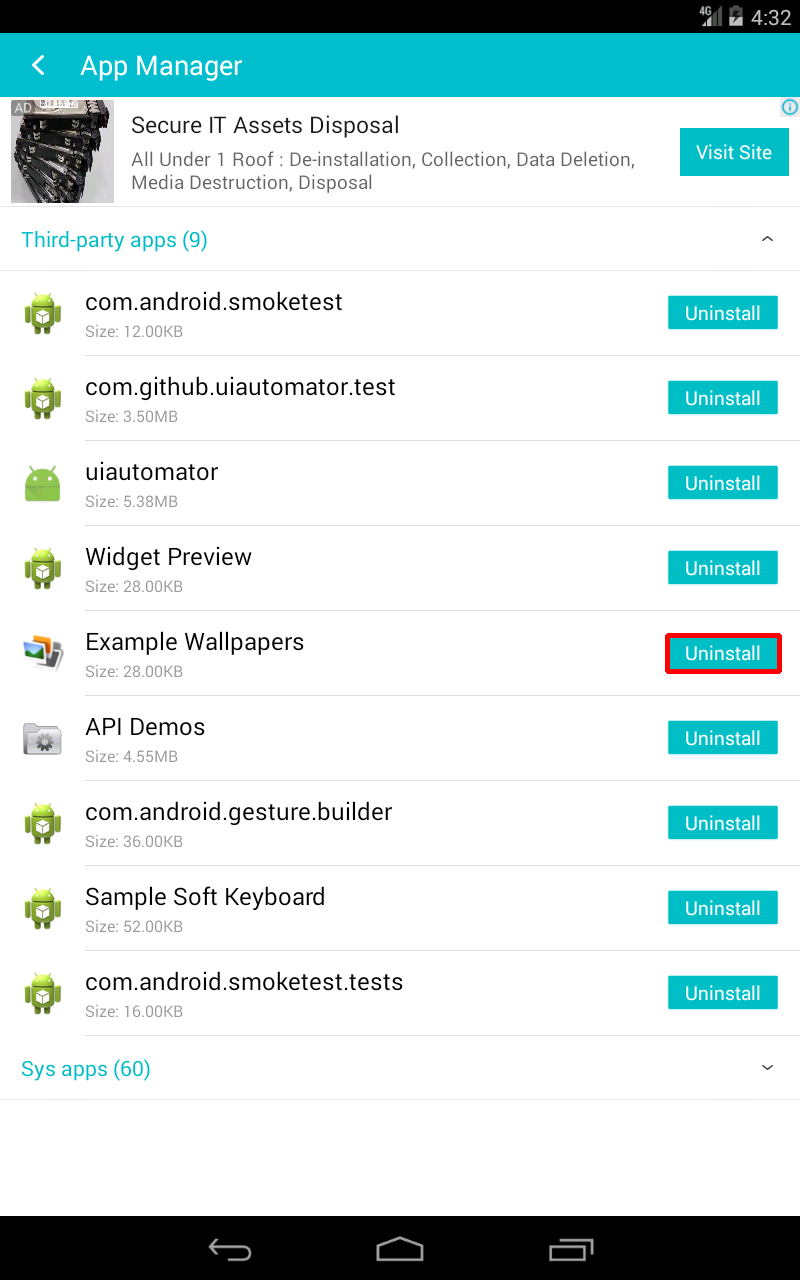 4G 4:32
App Manager
AD
Secure IT Assets Disposal
All Under 1 Roof : De-installation, Collection, Data Deletion,
Media Destruction, Disposal
Visit Site
Third-party apps (9)
com.android.smoketest
Size: 12.00KB
Uninstall
com.github.uiautomator.test
Size: 3.50MB
Uninstall
uiautomator
Size: 5.38MB
Uninstall
Widget Preview
Size: 28.00KB
Uninstall
Example Wallpapers
Size: 28.00KB
Uninstall
API Demos
Size: 4.55MB
Uninstall
com.android.gesture.builder
Size: 36.00KB
Uninstall
Sample Soft Keyboard
Size: 52.00KB
Uninstall
com.android.smoketest.tests
Size: 16.00KB
Uninstall
Sys apps (60)